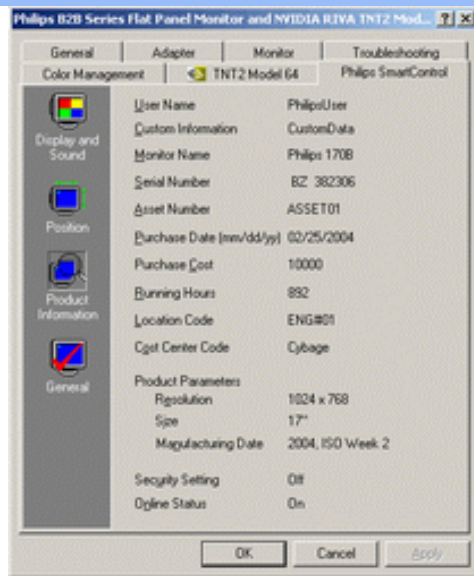 Philips B2B Series Flat Panel Monitor and NVIDIA RIVA TNT2 Mod...
General Adapter Monitor Troubleshooting
Color Management TNT2 Model 64 Philips SmartControl
Display and Sound
Position
Product Information
General
User Name PhilipsUser
Custom Information CustomData
Monitor Name Philips 170B
Serial Number BZ 382306
Asset Number ASSET01
Purchase Date (mm/dd/yy) 02/25/2004
Purchase Cost 10000
Running Hours 892
Location Code ENG#01
Cost Center Code Cybage
Product Parameters
Resolution 1024 x 768
Size 17"
Manufacturing Date 2004, ISO Week 2
Security Setting Off
Online Status On
OK Cancel Apply